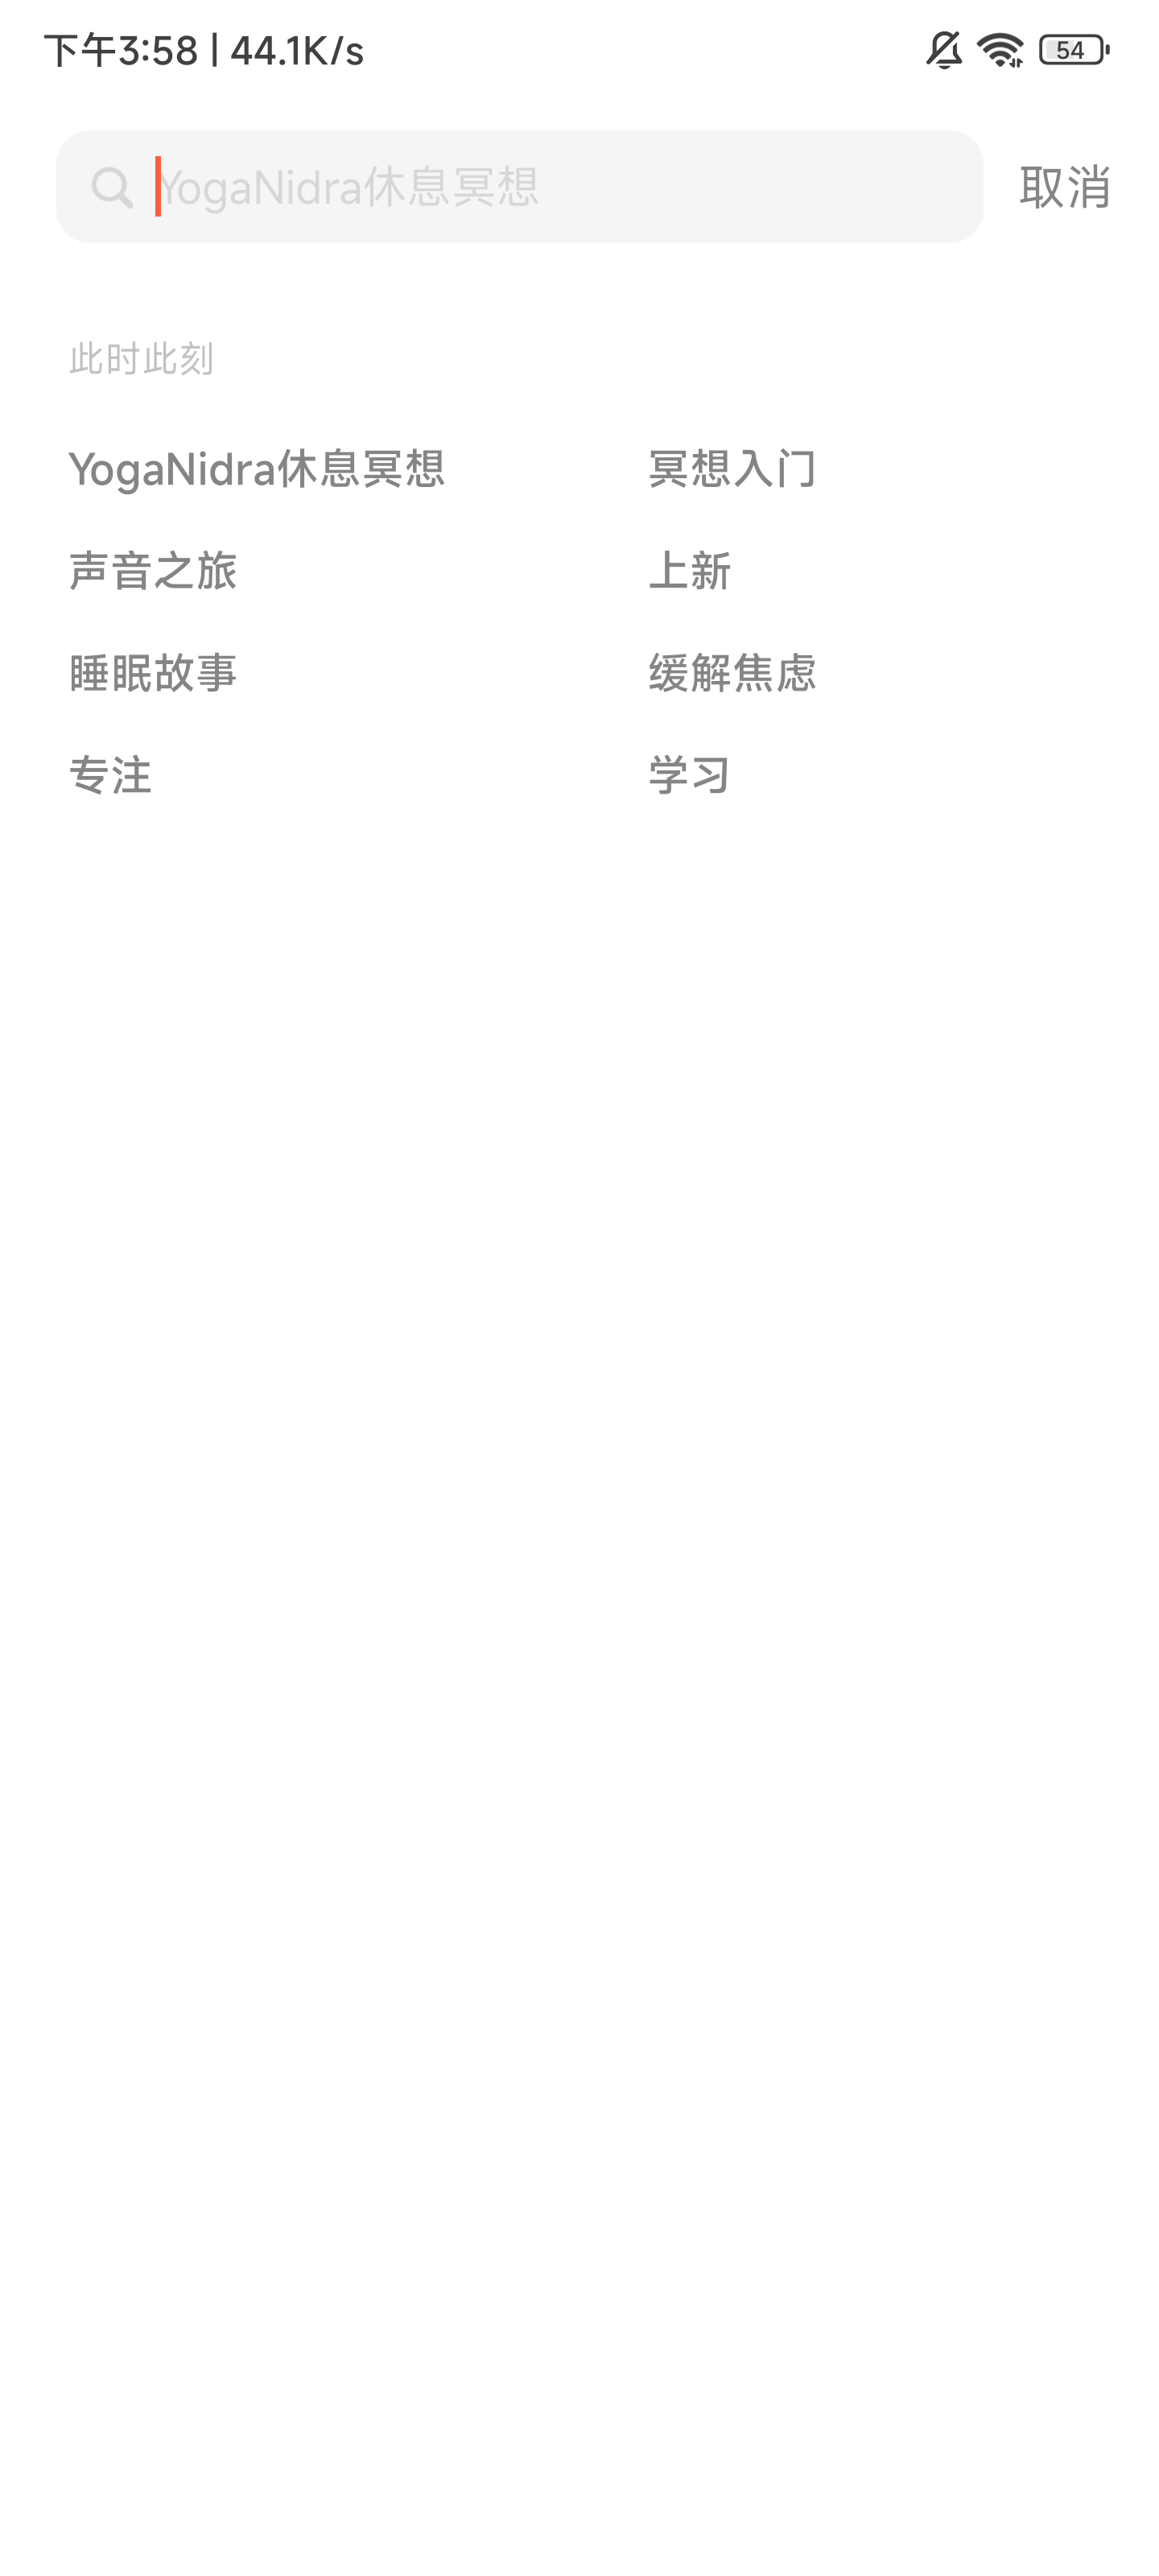 下午3:58 | 44.1K/s 54
YogaNidra休息冥想 取消
此时此刻
YogaNidra休息冥想 冥想入门
声音之旅 上新
睡眠故事 缓解焦虑
专注 学习